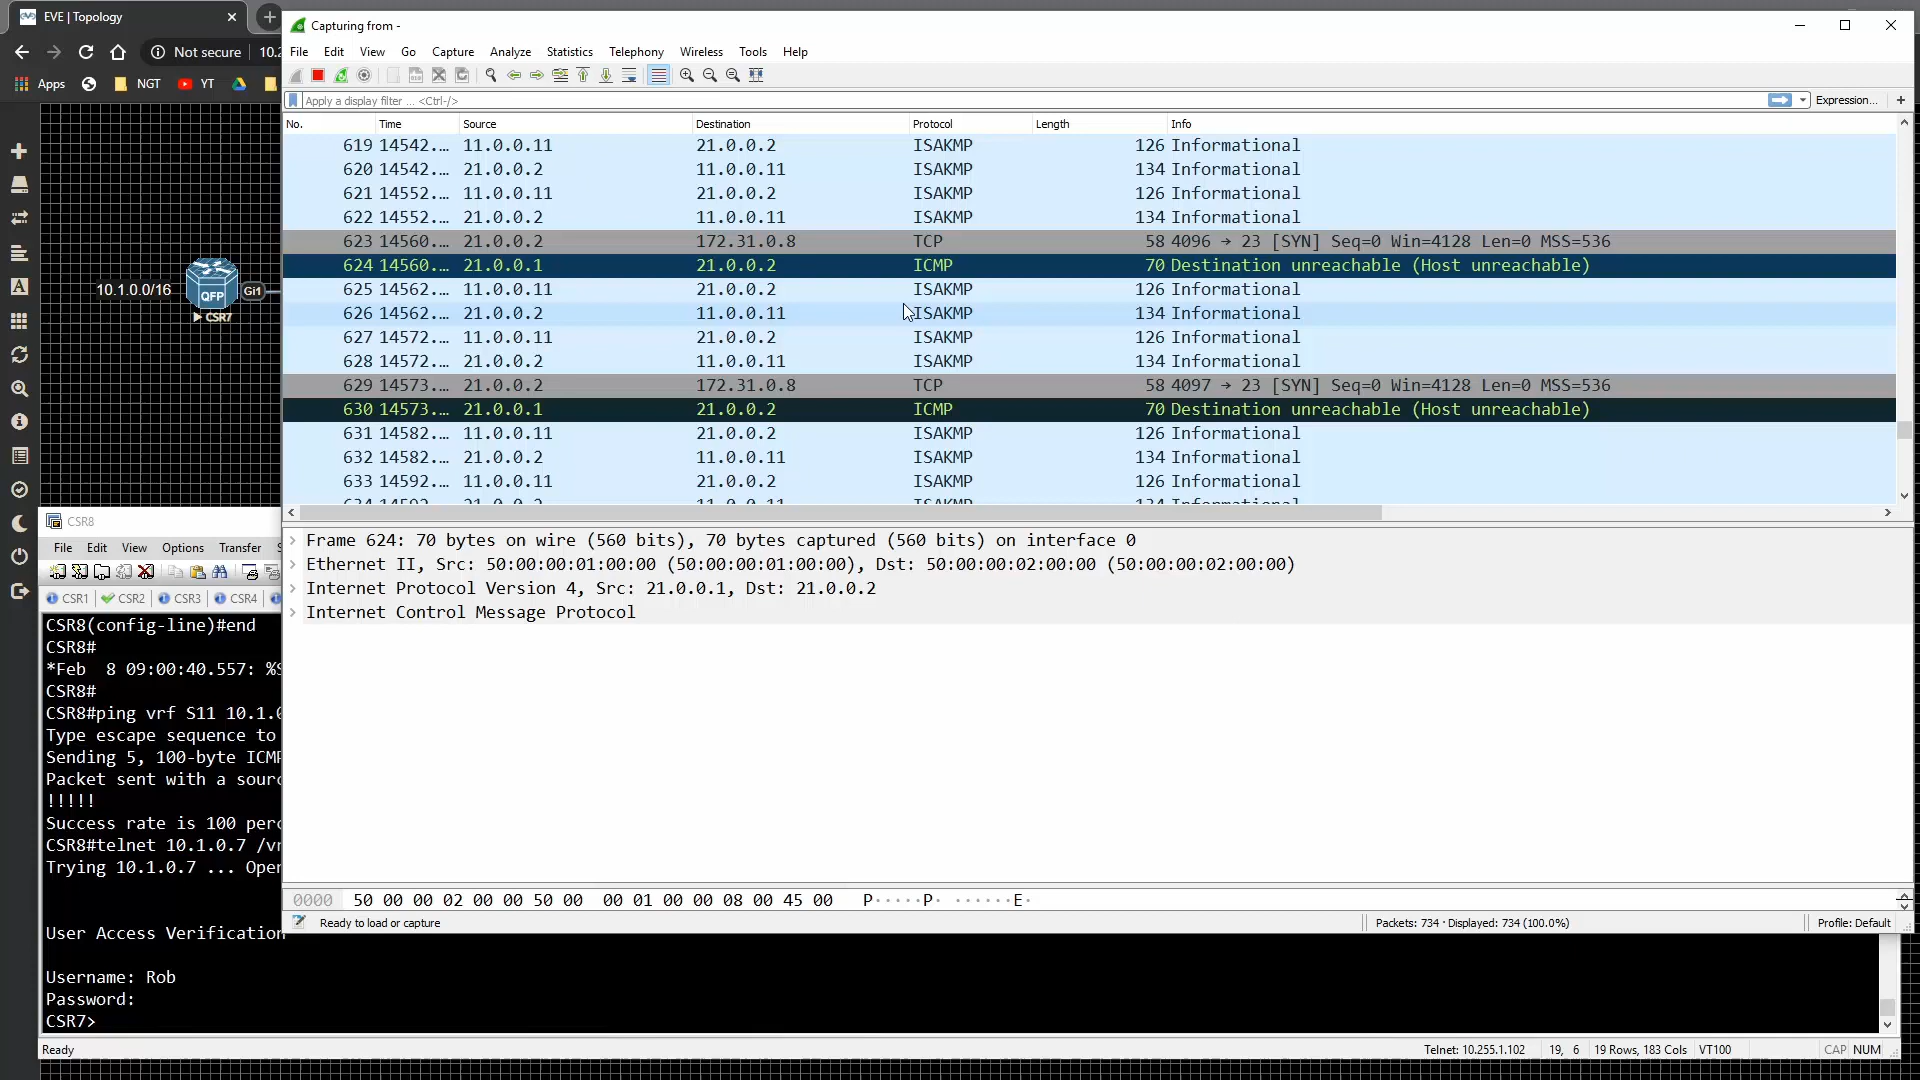 EVE | Topology
Capturing from -
Not secure
10.2
File Edit View Go Capture Analyze Statistics Telephony Wireless Tools Help
Apps NGT YT
Apply a display filter ... <Ctrl-/>
Expression... +
No. Time Source Destination Protocol Length Info
619 14542.... 11.0.0.11 21.0.0.2 ISAKMP 126 Informational
620 14542.... 21.0.0.2 11.0.0.11 ISAKMP 134 Informational
621 14552.... 11.0.0.11 21.0.0.2 ISAKMP 126 Informational
622 14552.... 21.0.0.2 11.0.0.11 ISAKMP 134 Informational
623 14560.... 21.0.0.2 172.31.0.8 TCP 58 4096 → 23 [SYN] Seq=0 Win=4128 Len=0 MSS=536
624 14560.... 21.0.0.1 21.0.0.2 ICMP 70 Destination unreachable (Host unreachable)
625 14562.... 11.0.0.11 21.0.0.2 ISAKMP 126 Informational
626 14562.... 21.0.0.2 11.0.0.11 ISAKMP 134 Informational
627 14572.... 11.0.0.11 21.0.0.2 ISAKMP 126 Informational
628 14572.... 21.0.0.2 11.0.0.11 ISAKMP 134 Informational
629 14573.... 21.0.0.2 172.31.0.8 TCP 58 4097 → 23 [SYN] Seq=0 Win=4128 Len=0 MSS=536
630 14573.... 21.0.0.1 21.0.0.2 ICMP 70 Destination unreachable (Host unreachable)
631 14582.... 11.0.0.11 21.0.0.2 ISAKMP 126 Informational
632 14582.... 21.0.0.2 11.0.0.11 ISAKMP 134 Informational
633 14592.... 11.0.0.11 21.0.0.2 ISAKMP 126 Informational
634 14592.... 21.0.0.2 11.0.0.11 ISAKMP 134 Informational
10.1.0.0/16 QFP Gi1
CSR7
Frame 624: 70 bytes on wire (560 bits), 70 bytes captured (560 bits) on interface 0
Ethernet II, Src: 50:00:00:01:00:00 (50:00:00:01:00:00), Dst: 50:00:00:02:00:00 (50:00:00:02:00:00)
Internet Protocol Version 4, Src: 21.0.0.1, Dst: 21.0.0.2
Internet Control Message Protocol
0000 50 00 00 02 00 00 50 00 00 01 00 00 08 00 45 00 P·····P· ······E·
Ready to load or capture
Packets: 734 · Displayed: 734 (100.0%)
Profile: Default
CSR8
File Edit View Options Transfer S
CSR1 CSR2 CSR3 CSR4
CSR8(config-line)#end
CSR8#
*Feb 8 09:00:40.557: %S
CSR8#
CSR8#ping vrf S11 10.1.0
Type escape sequence to
Sending 5, 100-byte ICMP
Packet sent with a sourc
!!!!!
Success rate is 100 perc
CSR8#telnet 10.1.0.7 /vr
Trying 10.1.0.7 ... Open
User Access Verification
Username: Rob
Password:
CSR7>
Ready
Telnet: 10.255.1.102 19, 6 19 Rows, 183 Cols VT100 CAP NUM